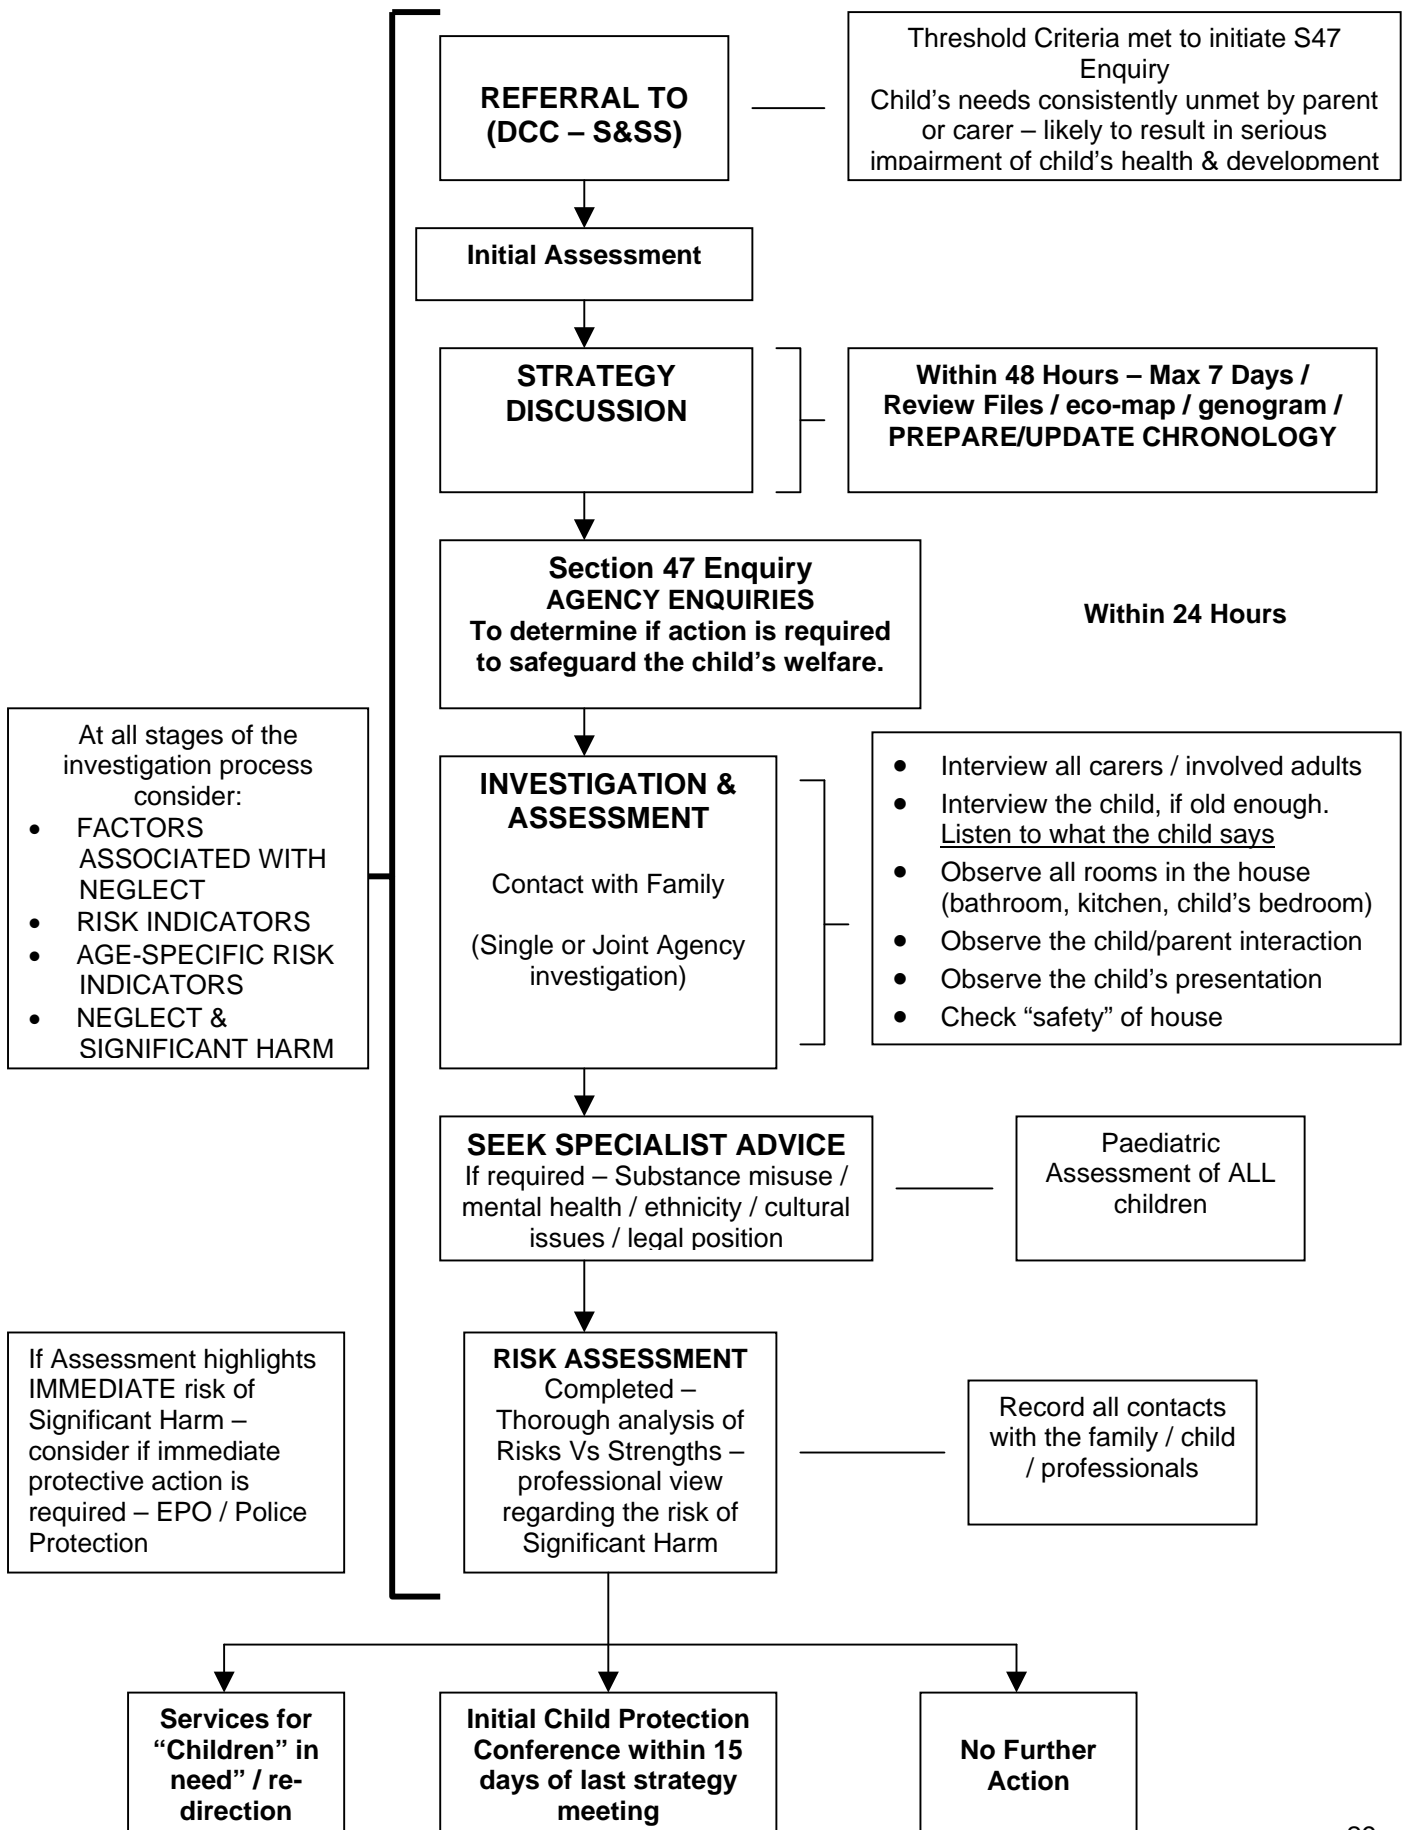 REFERRAL TO
(DCC – S&SS)
Threshold Criteria met to initiate S47
Enquiry
Child’s needs consistently unmet by parent
or carer – likely to result in serious
impairment of child’s health & development
Initial Assessment
STRATEGY
DISCUSSION
Within 48 Hours – Max 7 Days /
Review Files / eco-map / genogram /
PREPARE/UPDATE CHRONOLOGY
Section 47 Enquiry
AGENCY ENQUIRIES
To determine if action is required
to safeguard the child’s welfare.
Within 24 Hours
At all stages of the
investigation process
consider:
• FACTORS
ASSOCIATED WITH
NEGLECT
• RISK INDICATORS
• AGE-SPECIFIC RISK
INDICATORS
• NEGLECT &
SIGNIFICANT HARM
INVESTIGATION &
ASSESSMENT
Contact with Family
(Single or Joint Agency
investigation)
• Interview all carers / involved adults
• Interview the child, if old enough.
Listen to what the child says
• Observe all rooms in the house
(bathroom, kitchen, child’s bedroom)
• Observe the child/parent interaction
• Observe the child’s presentation
• Check “safety” of house
SEEK SPECIALIST ADVICE
If required – Substance misuse /
mental health / ethnicity / cultural
issues / legal position
Paediatric
Assessment of ALL
children
If Assessment highlights
IMMEDIATE risk of
Significant Harm –
consider if immediate
protective action is
required – EPO / Police
Protection
RISK ASSESSMENT
Completed –
Thorough analysis of
Risks Vs Strengths –
professional view
regarding the risk of
Significant Harm
Record all contacts
with the family / child
/ professionals
Services for
“Children” in
need” / re-
direction
Initial Child Protection
Conference within 15
days of last strategy
meeting
No Further
Action